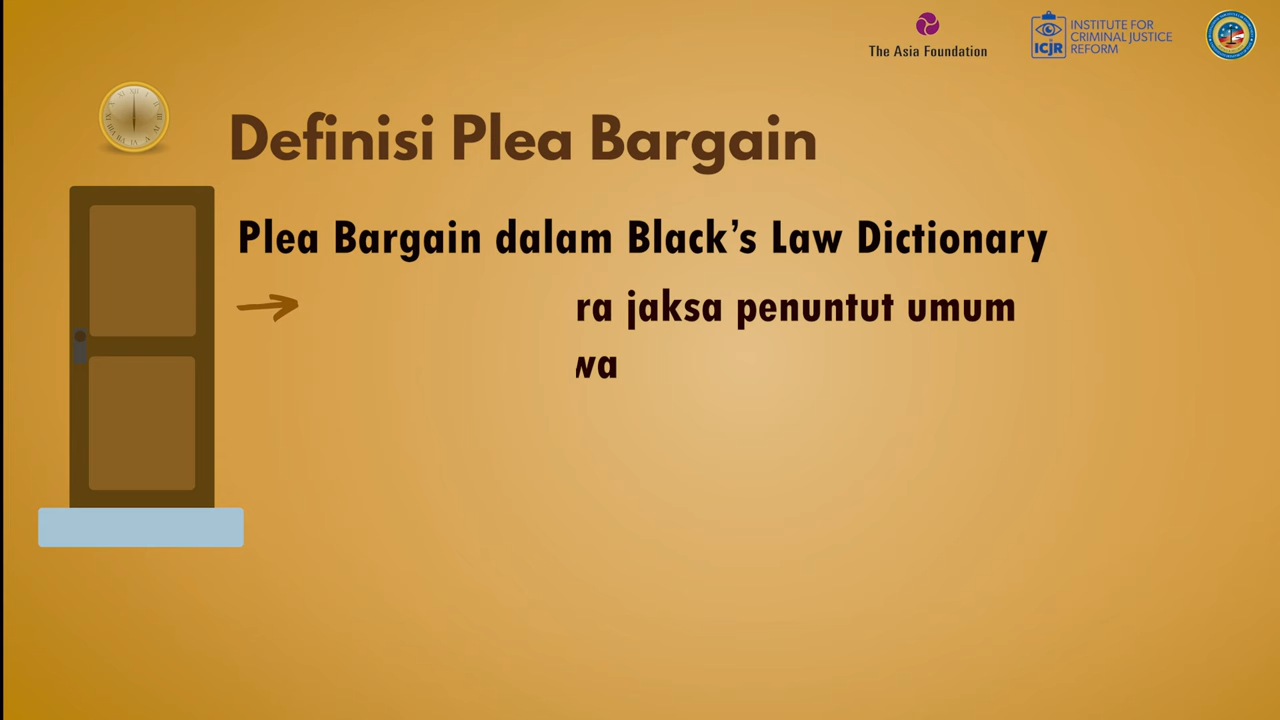 The Asia Foundation
ICJR
INSTITUTE FOR
CRIMINAL JUSTICE
REFORM
Definisi Plea Bargain
Plea Bargain dalam Black's Law Dictionary
ra jaksa penuntut umum
wa